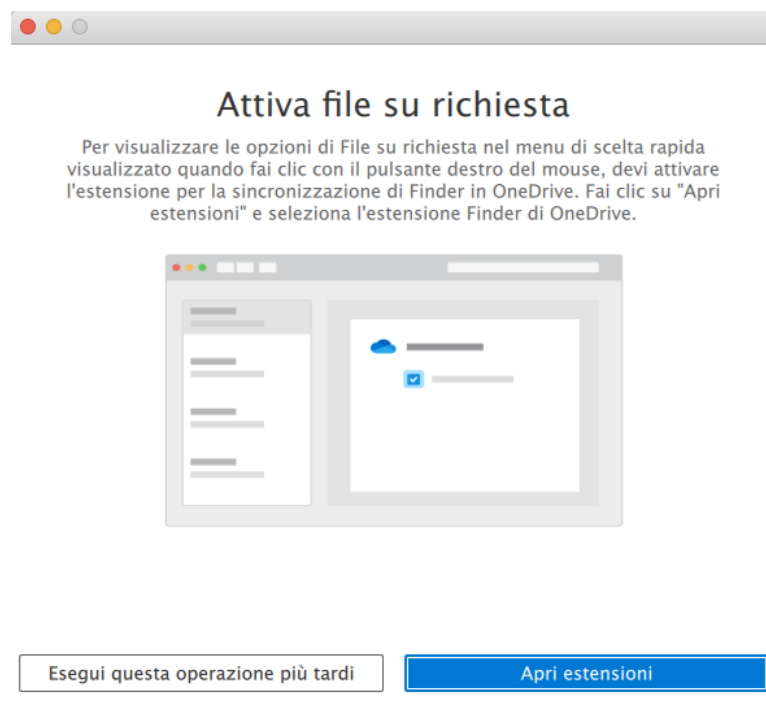 Attiva file su richiesta
Per visualizzare le opzioni di File su richiesta nel menu di scelta rapida
visualizzato quando fai clic con il pulsante destro del mouse, devi attivare
l'estensione per la sincronizzazione di Finder in OneDrive. Fai clic su "Apri
estensioni" e seleziona l'estensione Finder di OneDrive.
Esegui questa operazione più tardi
Apri estensioni